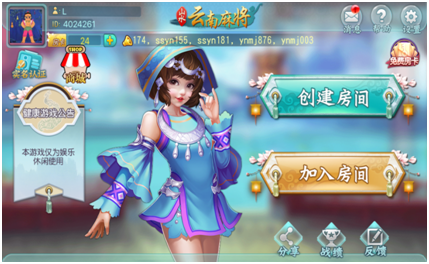 L
ID: 4024261
24
云南麻将
消息
帮助
设置
174、ssyn155、ssyn181、ynmj876、ynmj003
实名认证
SHOP
商城
免费房卡
健康游戏公告
本游戏仅为娱乐
休闲使用
创建房间
加入房间
分享
战绩
反馈